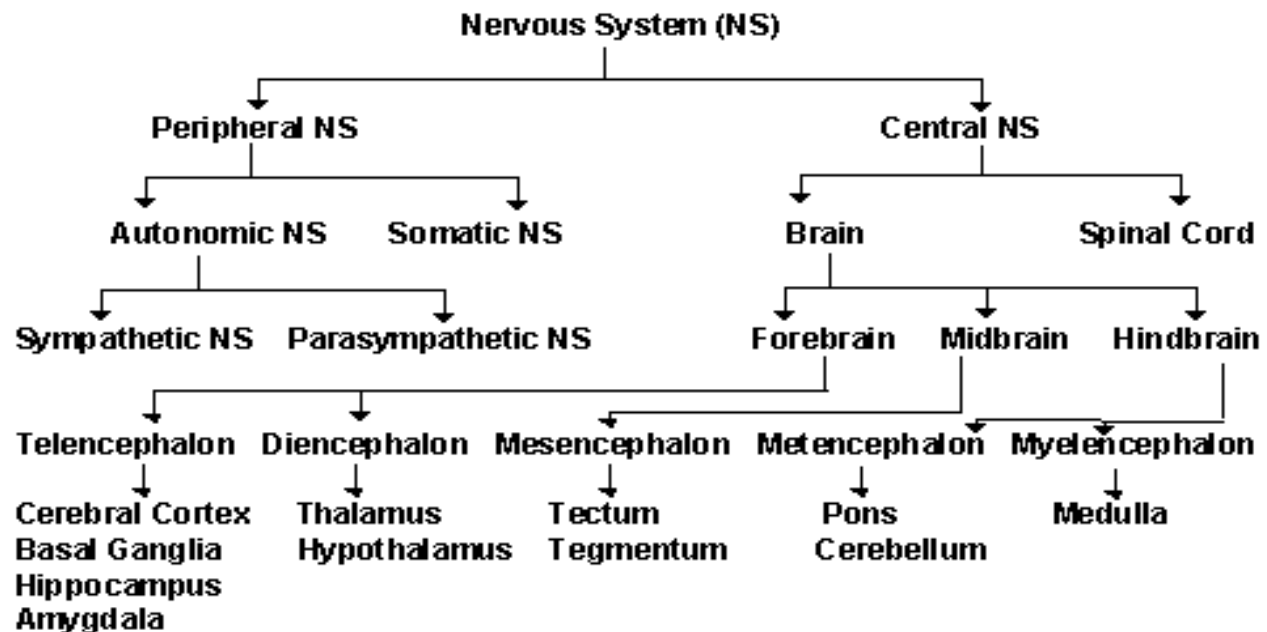 Nervous System (NS)
Peripheral NS Central NS
Autonomic NS Somatic NS Brain Spinal Cord
Sympathetic NS Parasympathetic NS Forebrain Midbrain Hindbrain
Telencephalon Diencephalon Mesencephalon Metencephalon Myelencephalon
Cerebral Cortex Thalamus Tectum Pons Medulla
Basal Ganglia Hypothalamus Tegmentum Cerebellum
Hippocampus
Amygdala